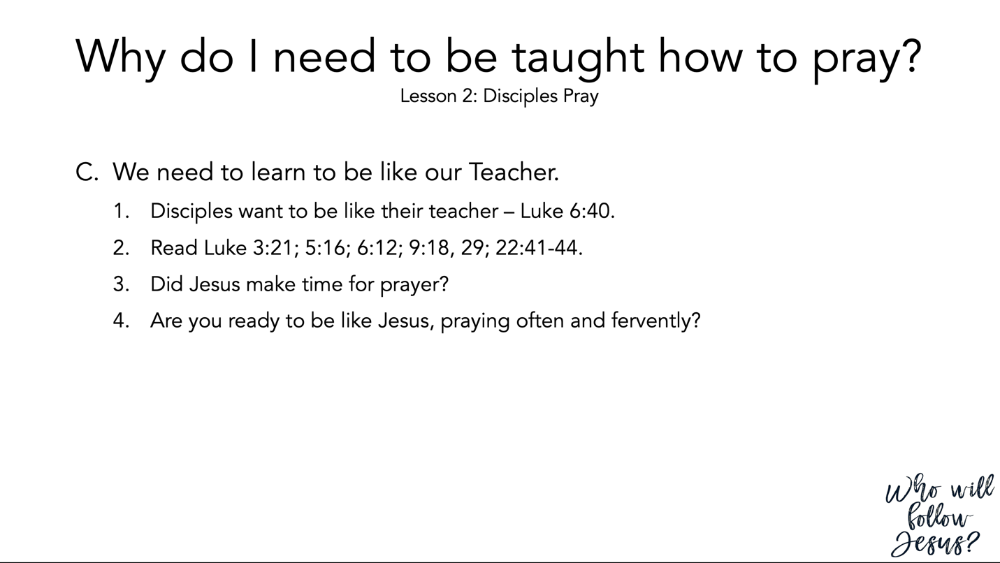 Why do I need to be taught how to pray?
Lesson 2: Disciples Pray
C. We need to learn to be like our Teacher.
1. Disciples want to be like their teacher – Luke 6:40.
2. Read Luke 3:21; 5:16; 6:12; 9:18, 29; 22:41-44.
3. Did Jesus make time for prayer?
4. Are you ready to be like Jesus, praying often and fervently?
Who will
follow
Jesus?